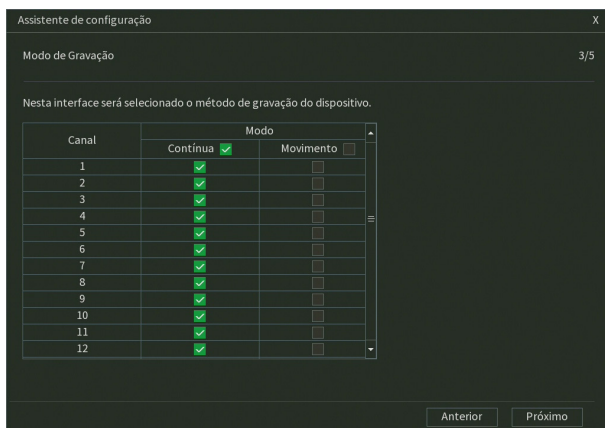 Assistente de configuração X
Modo de Gravação 3/5
Nesta interface será selecionado o método de gravação do dispositivo.
Canal Modo
Contínua Movimento
1
2
3
4
5
6
7
8
9
10
11
12
Anterior Próximo